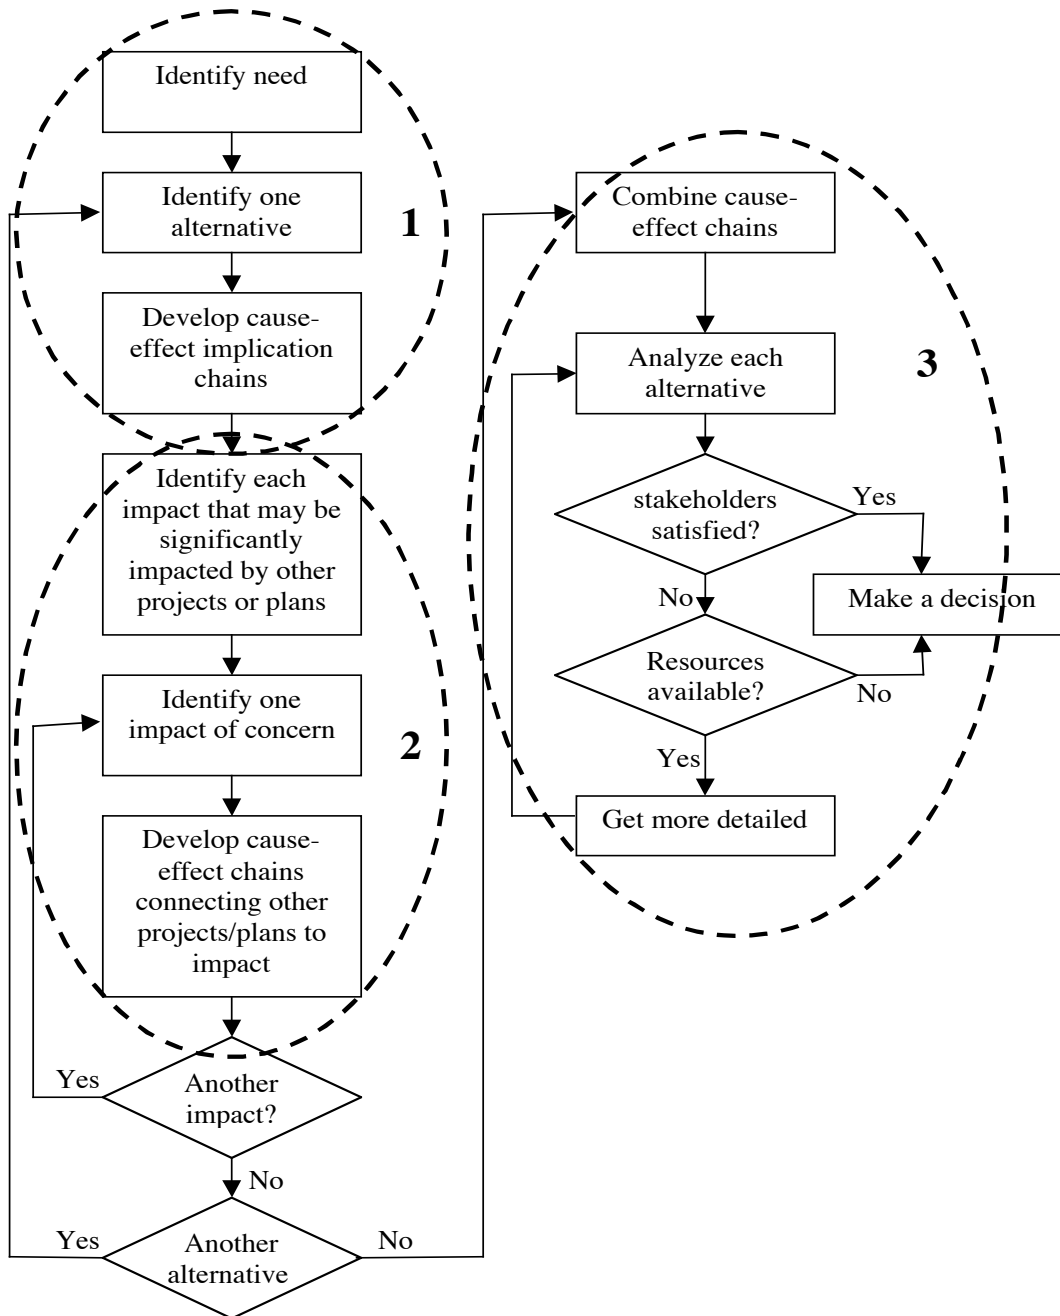 Identify need
Identify one
alternative
1
Develop cause-
effect implication
chains
Identify each
impact that may be
significantly
impacted by other
projects or plans
Identify one
impact of concern
2
Develop cause-
effect chains
connecting other
projects/plans to
impact
Yes
Another
impact?
No
Yes
Another
alternative
No
Combine cause-
effect chains
Analyze each
alternative
3
stakeholders
satisfied?
Yes
No
Make a decision
Resources
available?
No
Yes
Get more detailed